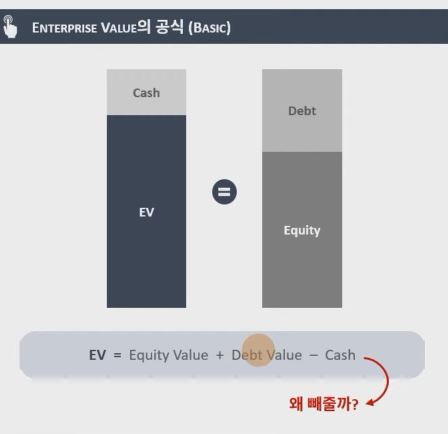 ENTERPRISE VALUE의 공식 (BASIC)
Cash
Debt
EV
=
Equity
EV = Equity Value + Debt Value − Cash
왜 빼줄까?